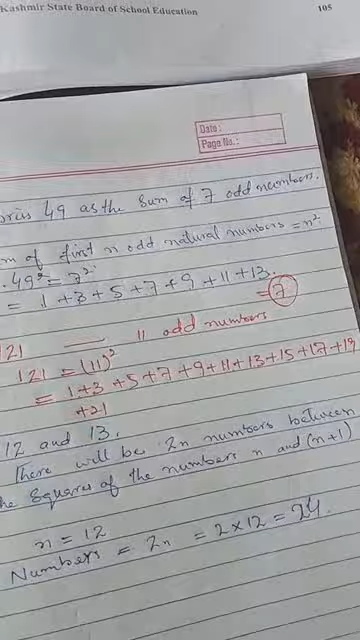 Kashmir State Board of School Education 105
Date:
Page No.:
49 as the sum of 7 odd numbers.
of first n odd natural numbers = n²
49² = 7²
= 1+3+5+7+9+11+13
= 7
121 11 odd numbers
121 = (11)²
= 1+3+5+7+9+11+13+15+17+19
+21
12 and 13.
There will be 2n numbers between
the squares of the numbers n and (n+1)
n = 12
Numbers = 2n = 2×12 = 24.